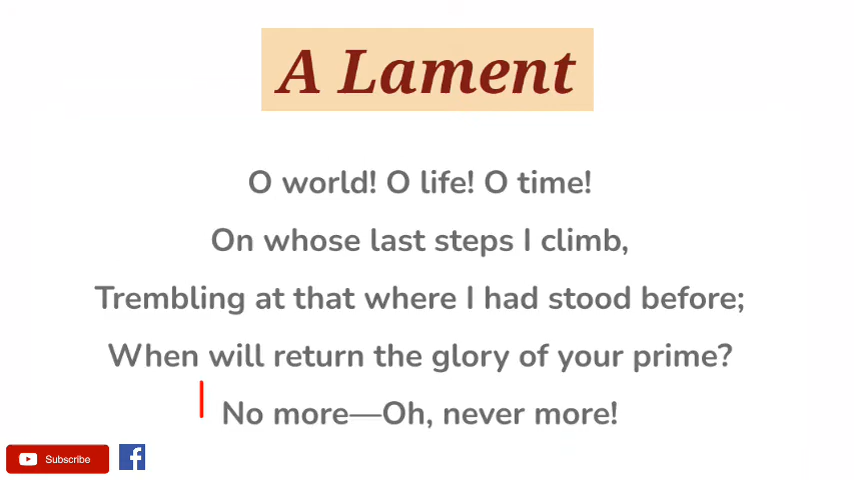 A Lament
O world! O life! O time!
On whose last steps I climb,
Trembling at that where I had stood before;
When will return the glory of your prime?
No more—Oh, never more!
Subscribe
f